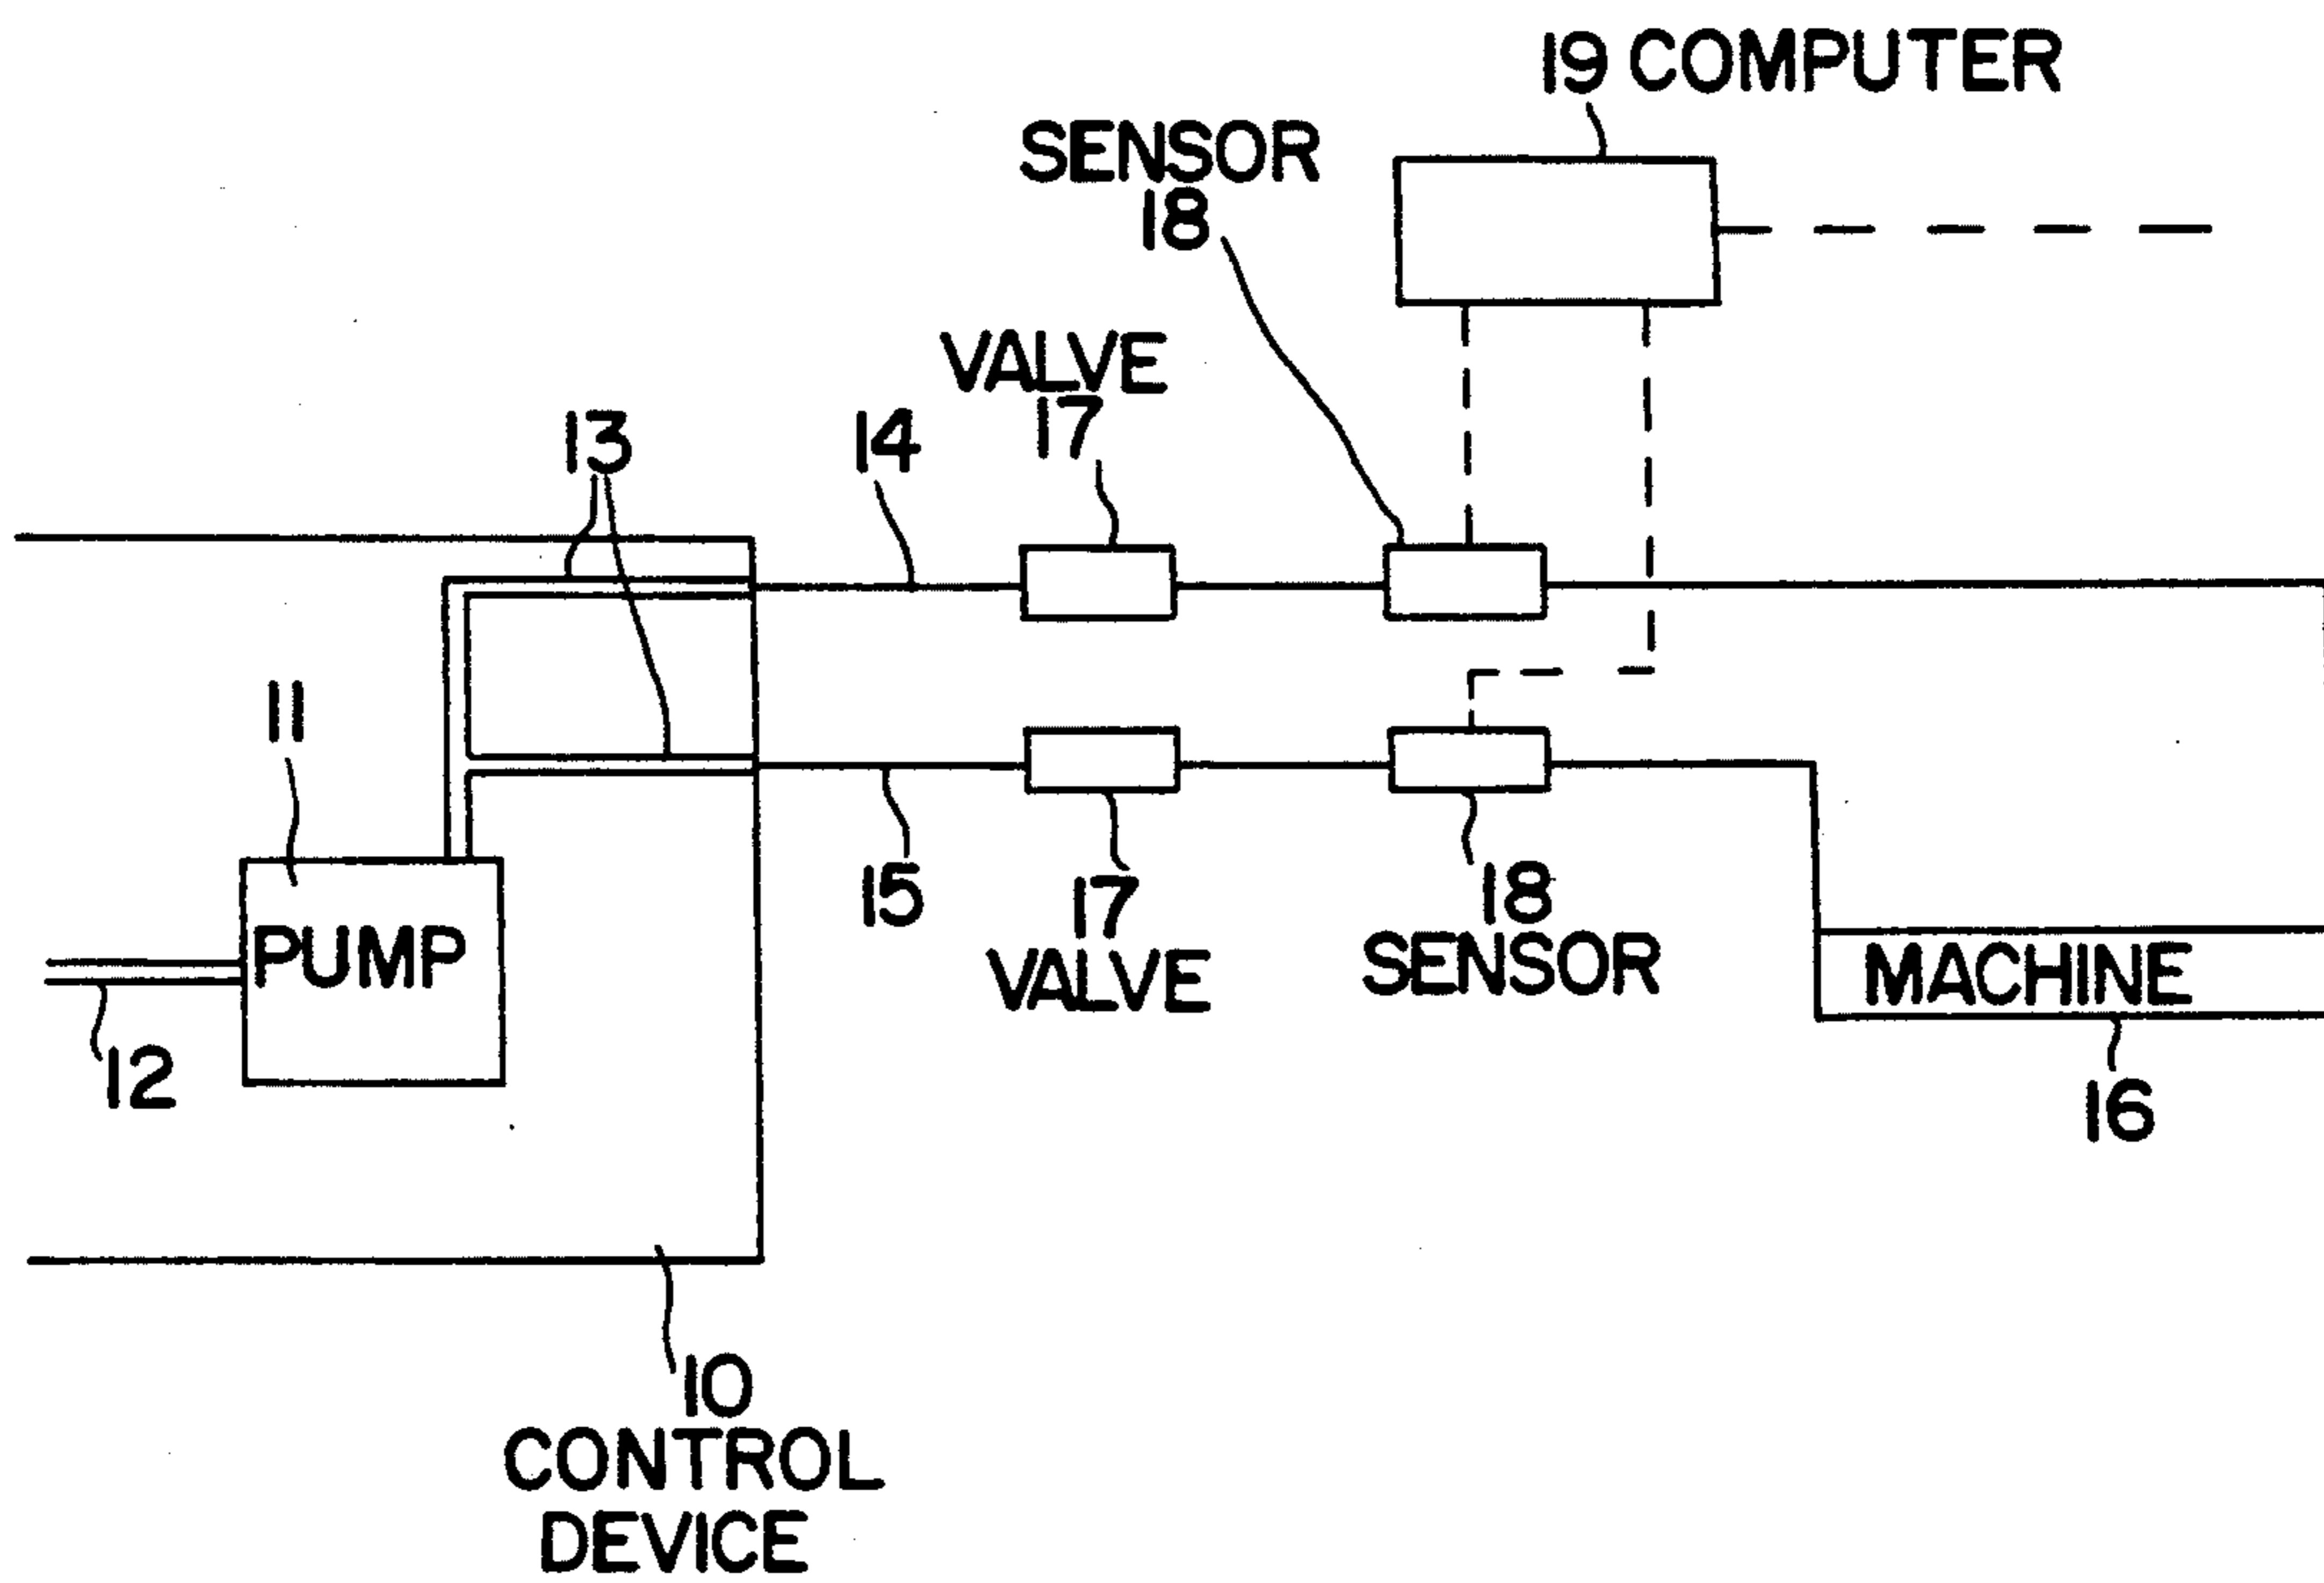 19 COMPUTER
SENSOR
18
VALVE
17
13
14
11
15
17
VALVE
18
SENSOR
PUMP
MACHINE
12
16
10
CONTROL
DEVICE